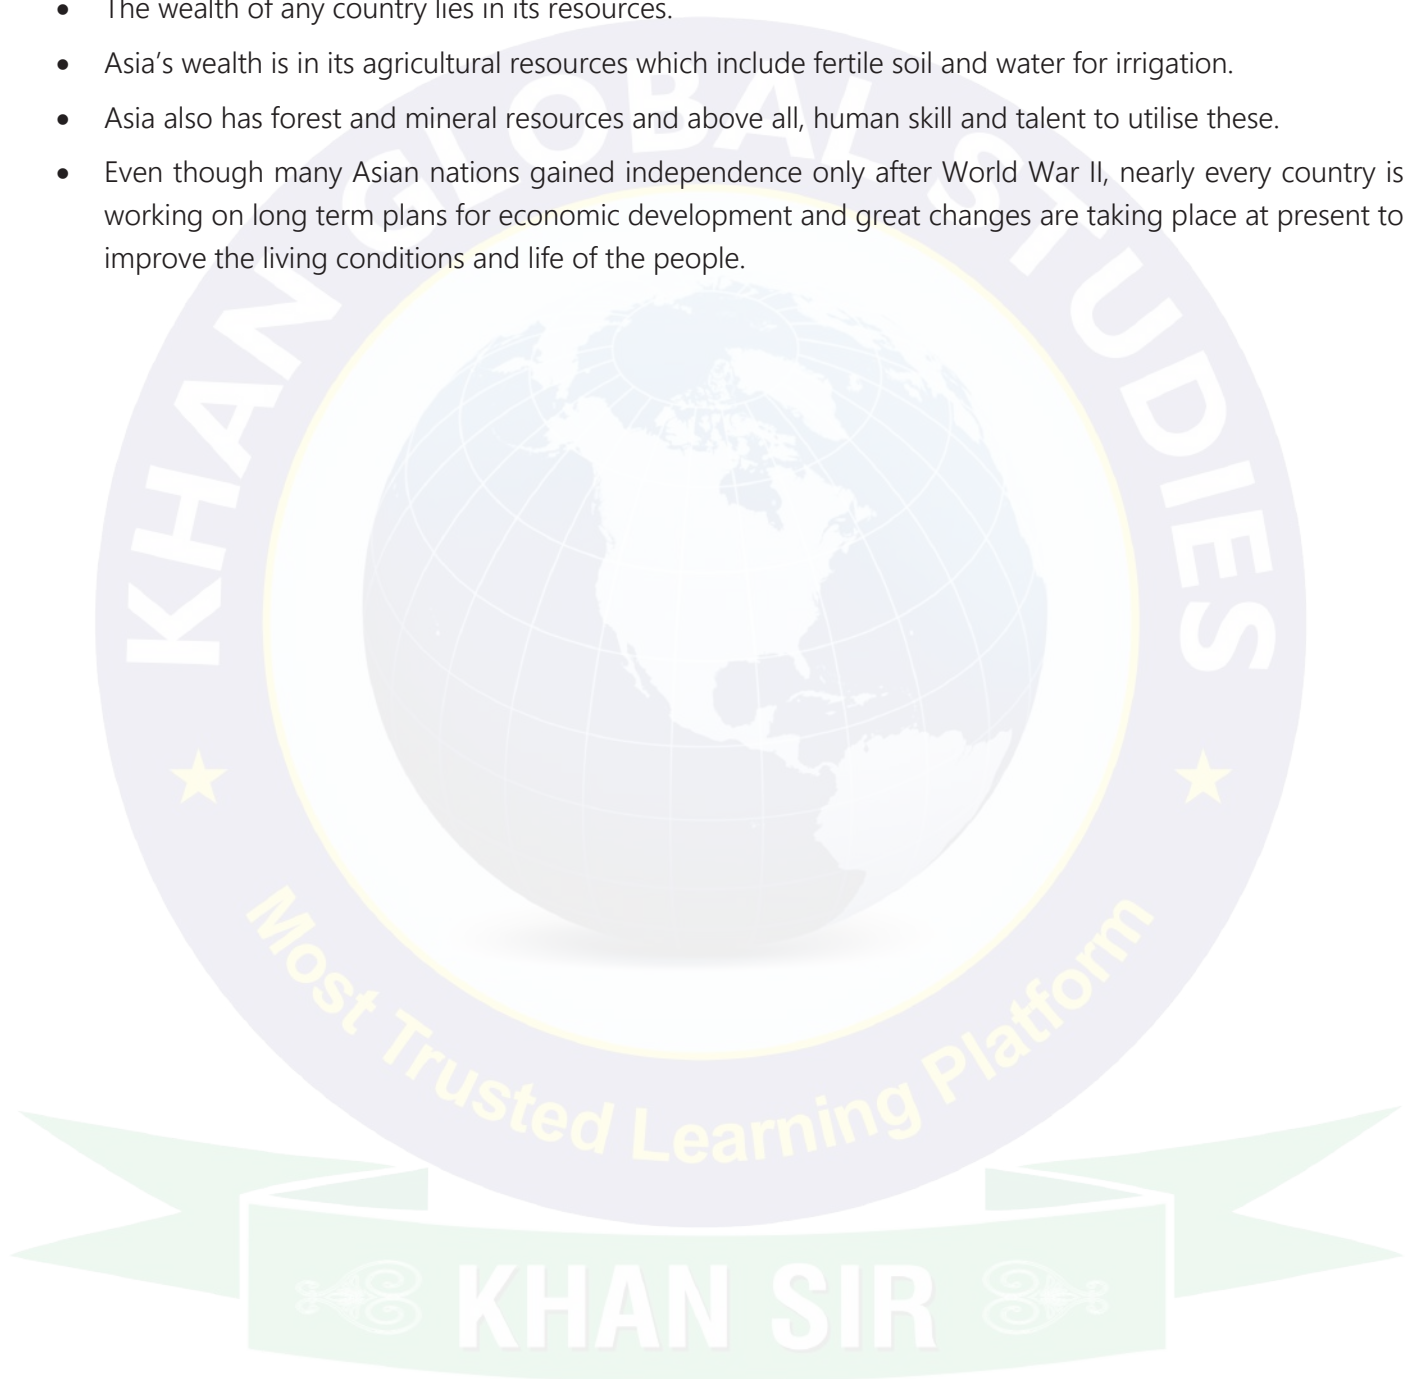 • The wealth of any country lies in its resources.
• Asia’s wealth is in its agricultural resources which include fertile soil and water for irrigation.
• Asia also has forest and mineral resources and above all, human skill and talent to utilise these.
• Even though many Asian nations gained independence only after World War II, nearly every country is
working on long term plans for economic development and great changes are taking place at present to
improve the living conditions and life of the people.
KHAN GLOBAL STUDIES
Most Trusted Learning Platform
KHAN SIR